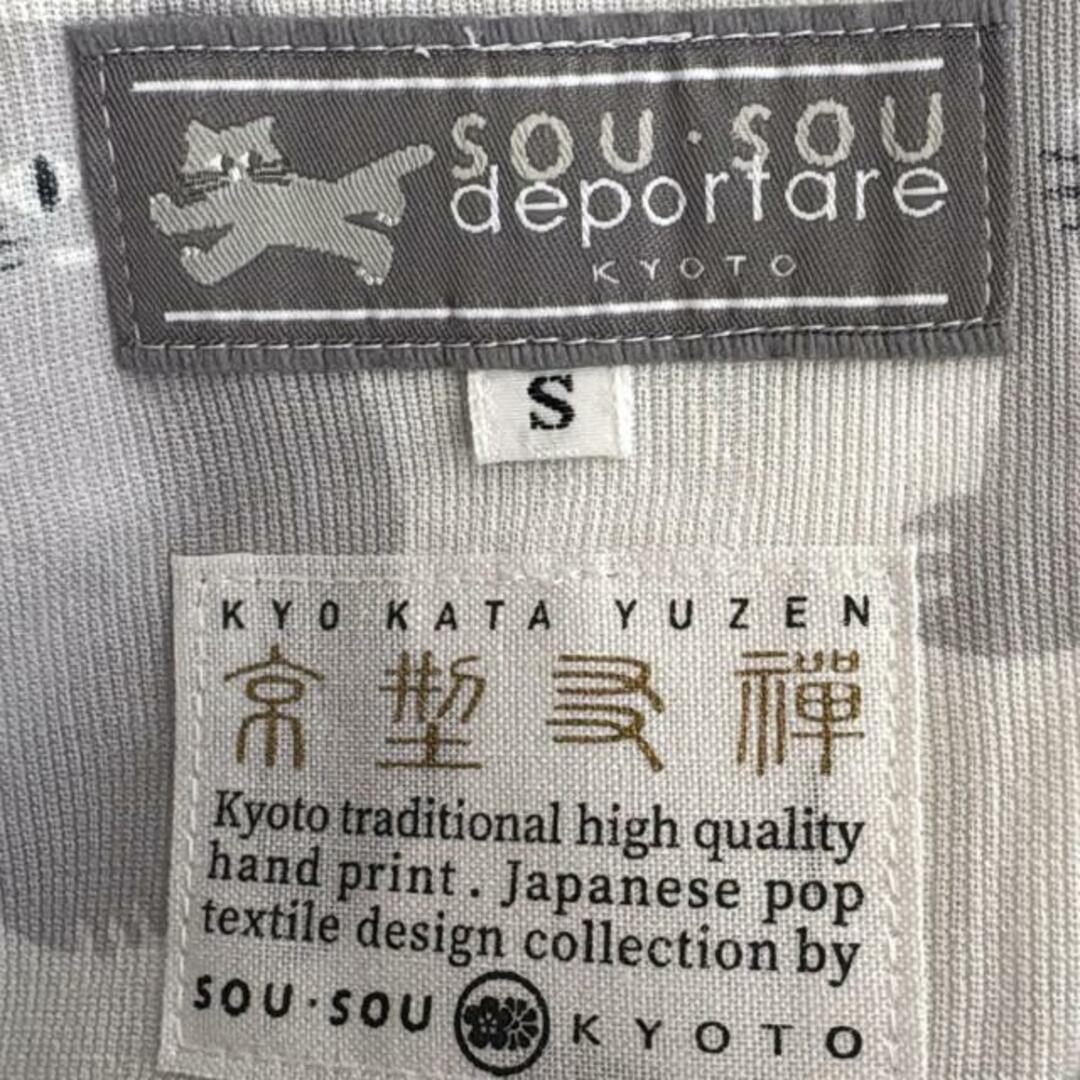 SOU・SOU
deportare
KYOTO
S
KYO KATA YUZEN
京型友禅
Kyoto traditional high quality
hand print. Japanese pop
textile design collection by
SOU・SOU KYOTO